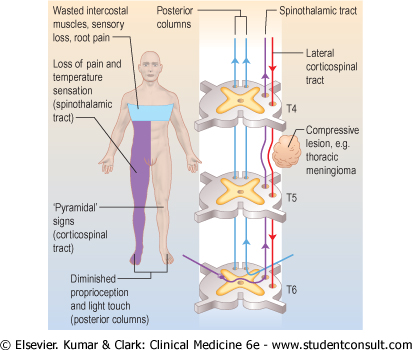 Wasted intercostal
muscles, sensory
loss, root pain
Posterior
columns
Spinothalamic tract
Loss of pain and
temperature
sensation
(spinothalamic
tract)
Lateral
corticospinal
tract
T4
Compressive
lesion, e.g.
thoracic
meningioma
T5
'Pyramidal'
signs
(corticospinal
tract)
Diminished
proprioception
and light touch
(posterior columns)
T6
© Elsevier. Kumar & Clark: Clinical Medicine 6e - www.studentconsult.com